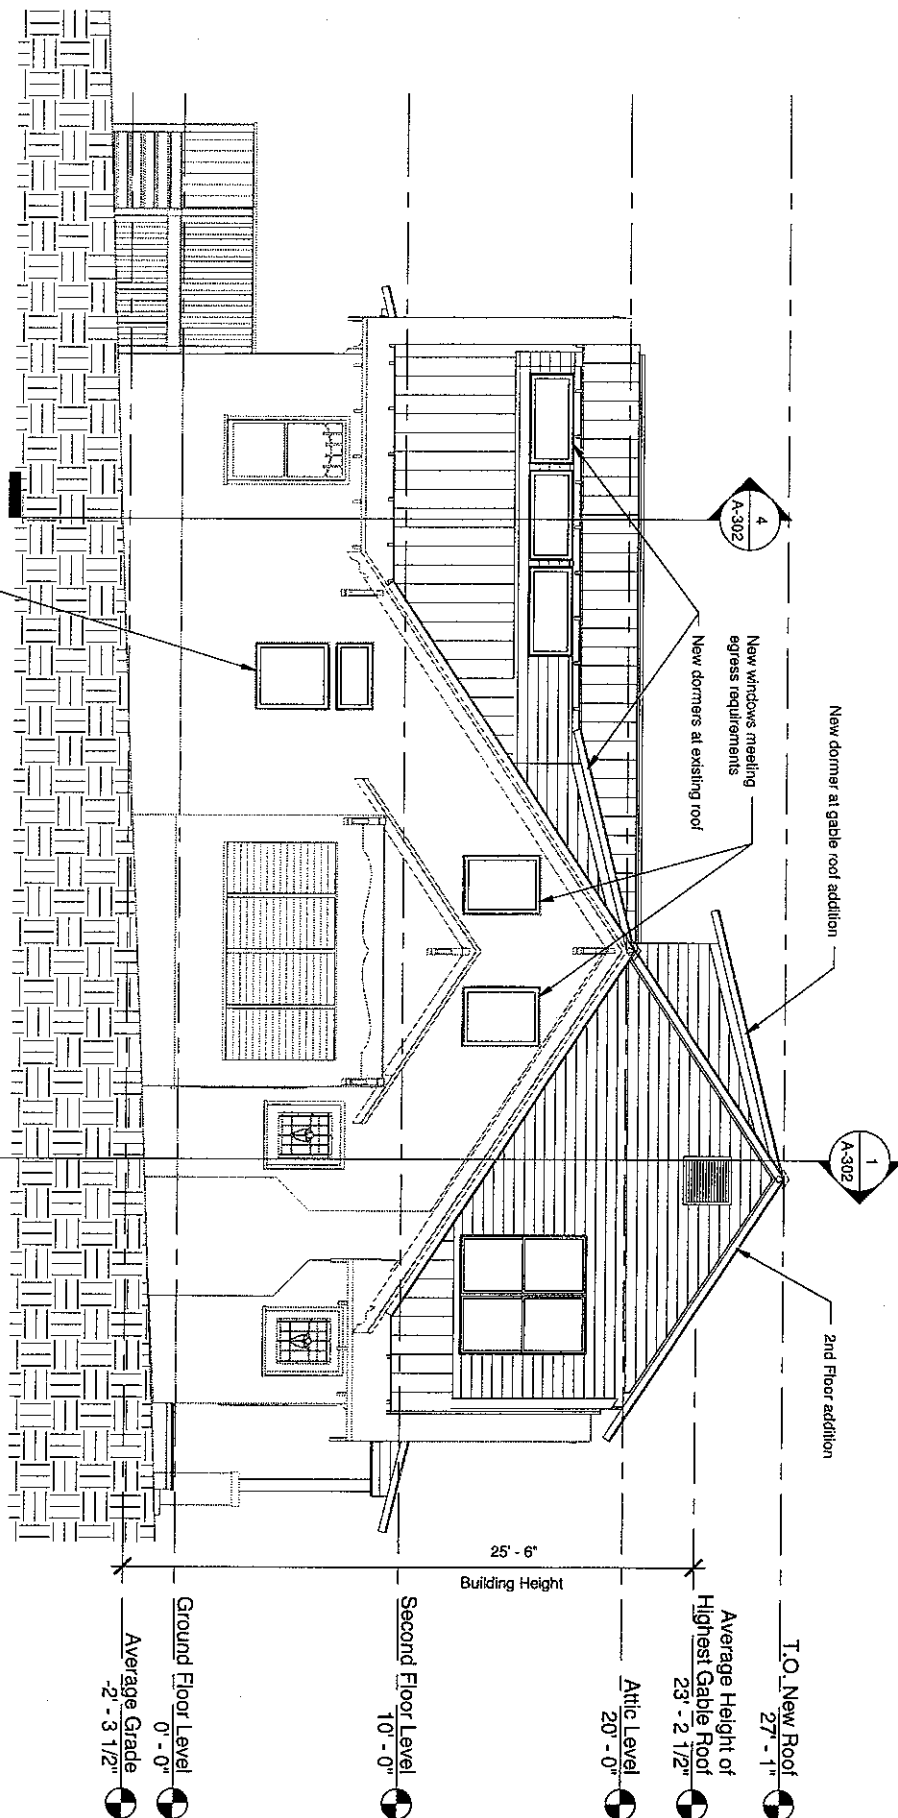 4
A-302
1
A-302
New dormer at gable roof addition
New windows meeting
egress requirements
New dormers at existing roof
2nd Floor addition
T.O. New Roof
27' - 1"
Average Height of
Highest Gable Roof
23' - 2 1/2"
Attic Level
20' - 0"
25' - 6"
Building Height
Second Floor Level
10' - 0"
Ground Floor Level
0' - 0"
Average Grade
-2' - 3 1/2"